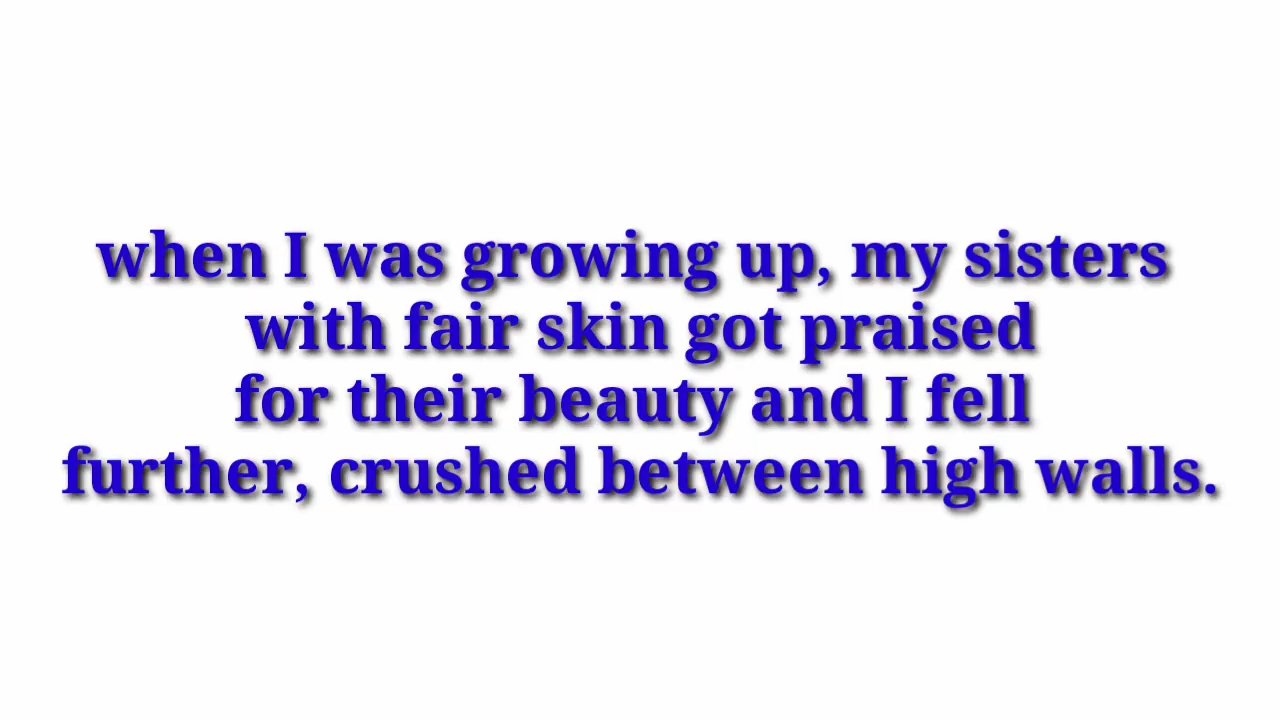 when I was growing up, my sisters
with fair skin got praised
for their beauty and I fell
further, crushed between high walls.